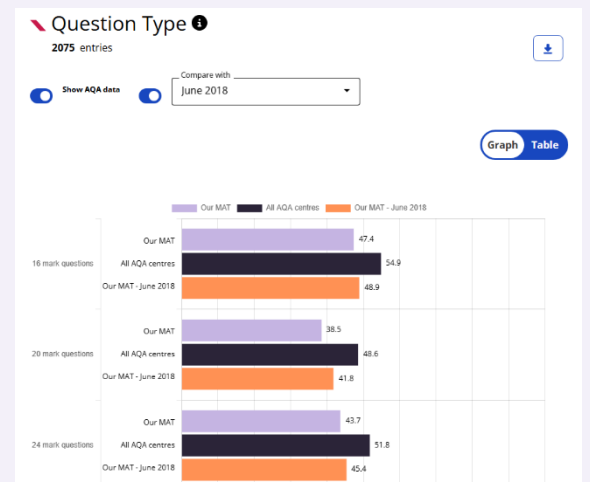 Question Type i
2075 entries
Show AQA data
Compare with
June 2018
Graph Table
Our MAT All AQA centres Our MAT - June 2018
16 mark questions
Our MAT 47.4
All AQA centres 54.9
Our MAT - June 2018 48.9
20 mark questions
Our MAT 38.5
All AQA centres 48.6
Our MAT - June 2018 41.8
24 mark questions
Our MAT 43.7
All AQA centres 51.8
Our MAT - June 2018 45.4